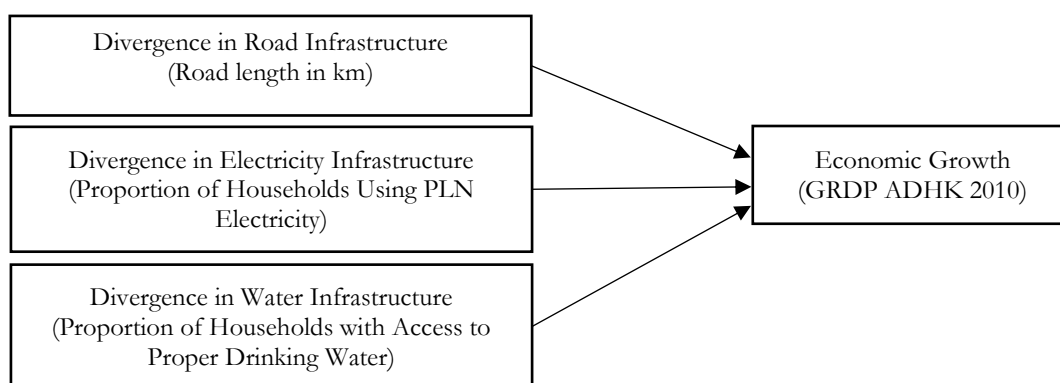 Divergence in Road Infrastructure
(Road length in km)
Divergence in Electricity Infrastructure
(Proportion of Households Using PLN
Electricity)
Divergence in Water Infrastructure
(Proportion of Households with Access to
Proper Drinking Water)
Economic Growth
(GRDP ADHK 2010)